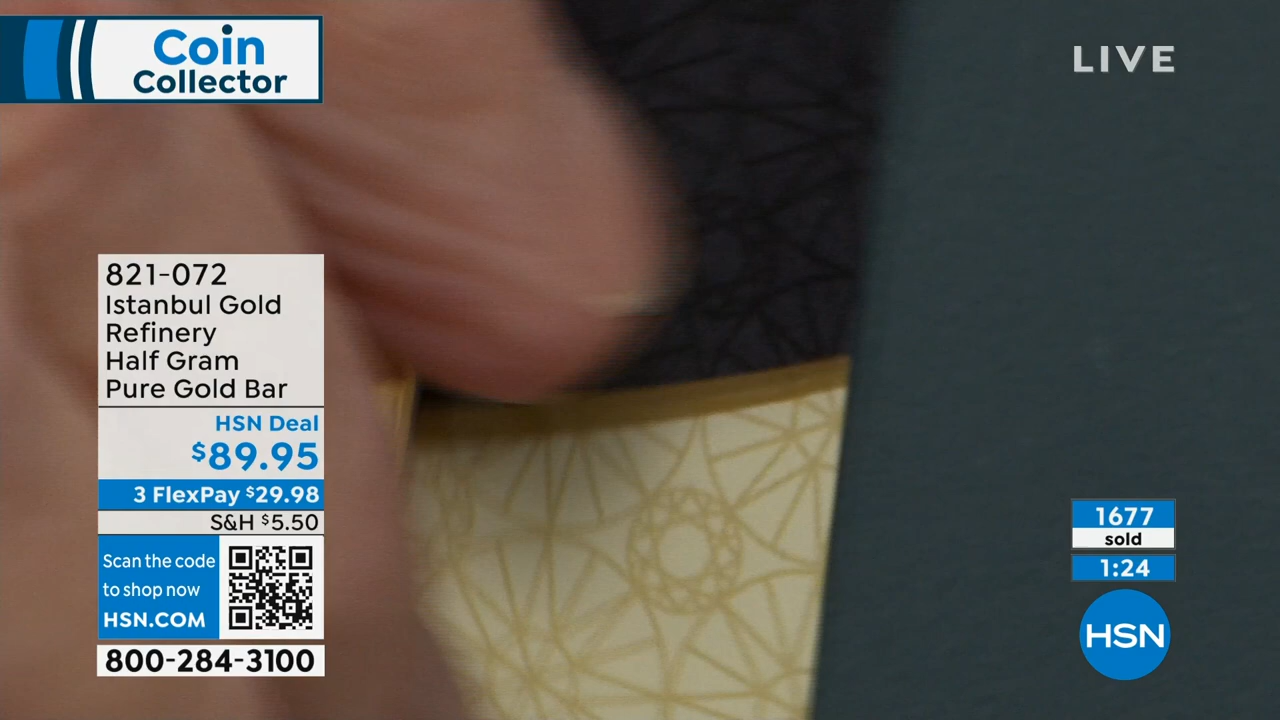 Coin
Collector
LIVE
821-072
Istanbul Gold
Refinery
Half Gram
Pure Gold Bar
HSN Deal
$89.95
3 FlexPay $29.98
S&H $5.50
Scan the code
to shop now
HSN.COM
800-284-3100
1677
sold
1:24
HSN